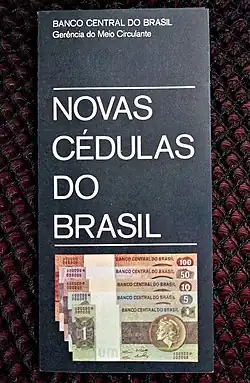 BANCO CENTRAL DO BRASIL
Gerência do Meio Circulante
NOVAS
CÉDULAS
DO
BRASIL
BANCO CENTRAL DO BRASIL 100
BANCO CENTRAL DO BRASIL 50
BANCO CENTRAL DO BRASIL 10
BANCO CENTRAL DO BRASIL 5
BANCO CENTRAL DO BRASIL
1